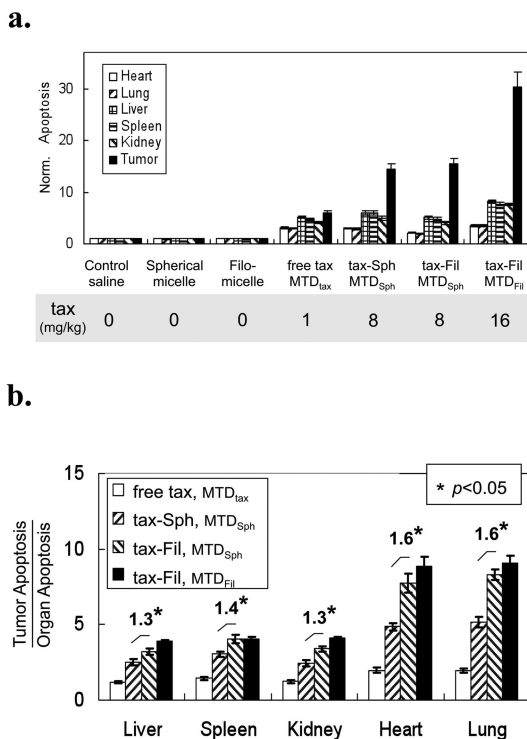 a.
Norm. Apoptosis
30
20
10
0
Heart
Lung
Liver
Spleen
Kidney
Tumor
Control saline
Spherical micelle
Filo-micelle
free tax MTDtax
tax-Sph MTDSph
tax-Fil MTDSph
tax-Fil MTDFil
tax (mg/kg) 0 0 0 1 8 8 16
b.
Tumor Apoptosis
Organ Apoptosis
15
10
5
0
free tax, MTDtax
tax-Sph, MTDSph
tax-Fil, MTDSph
tax-Fil, MTDFil
* p<0.05
1.3*
1.4*
1.3*
1.6*
1.6*
Liver Spleen Kidney Heart Lung